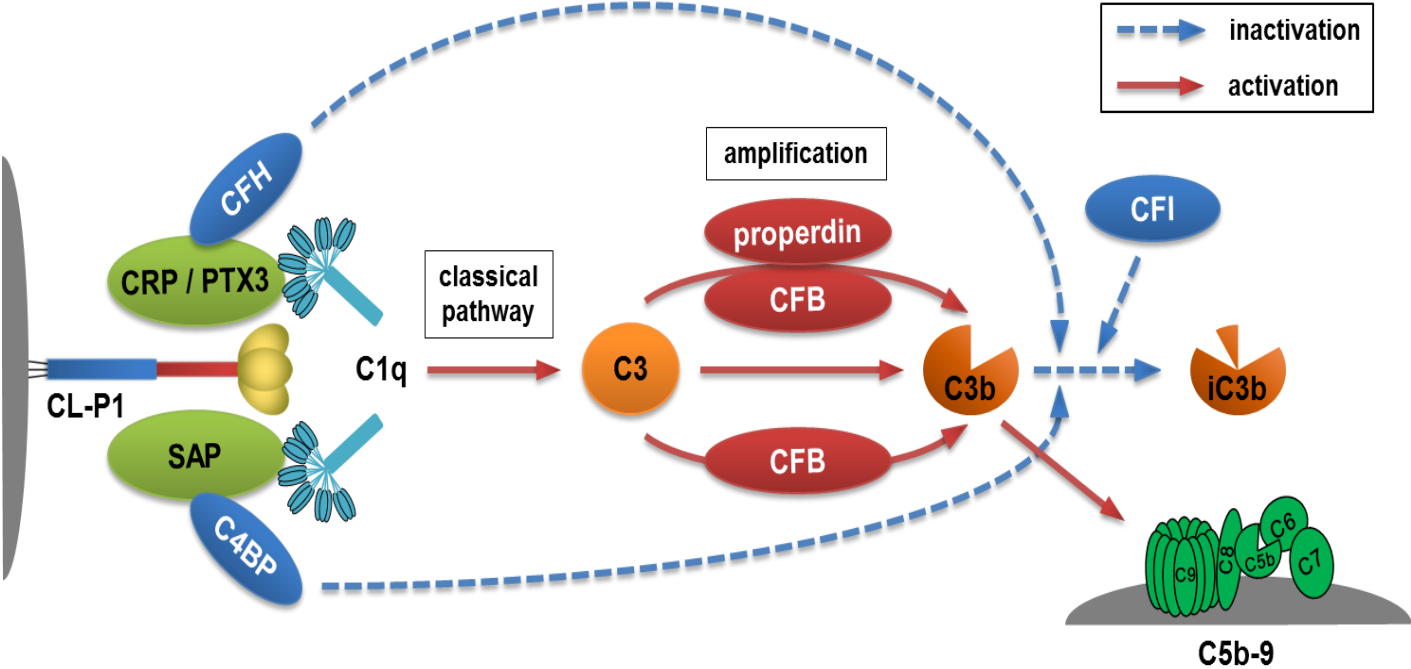 inactivation
activation
amplification
CFH
CFI
properdin
CRP / PTX3
classical
pathway
CFB
C1q
C3
C3b
iC3b
CL-P1
SAP
CFB
C4BP
C9
C8
C5b
C6
C7
C5b-9